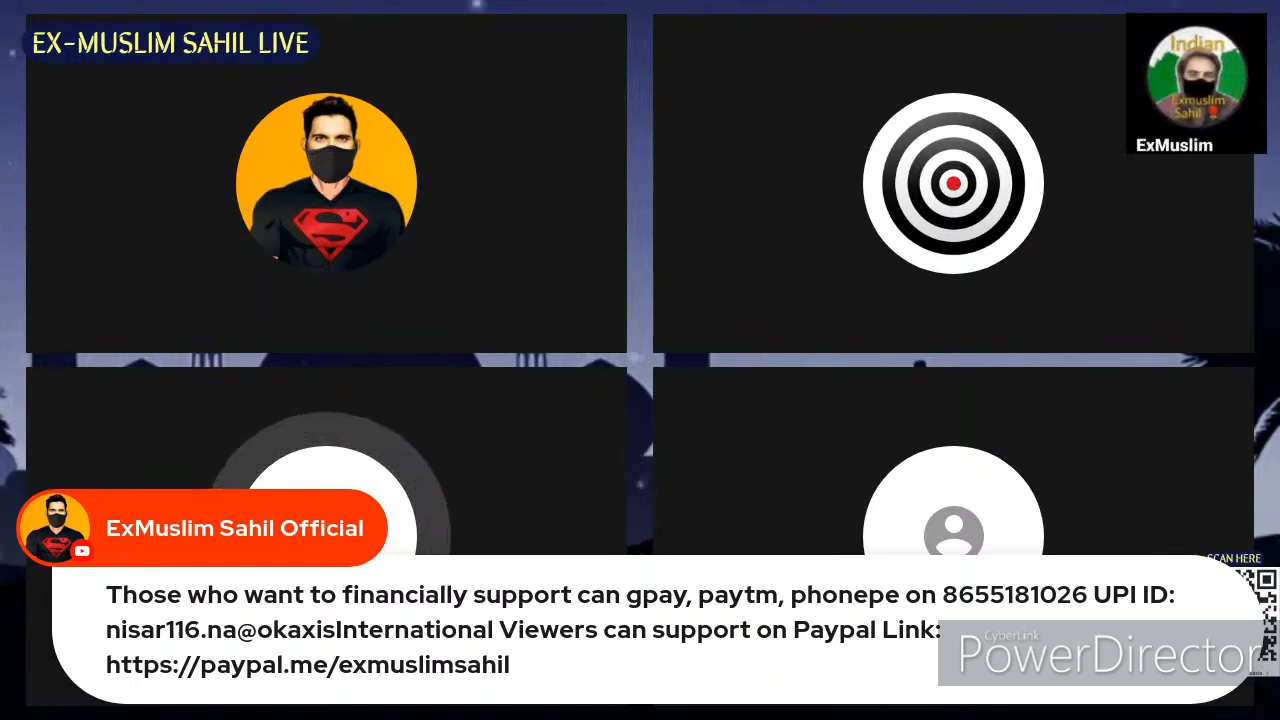 EX-MUSLIM SAHIL LIVE
Indian
Exmuslim
Sahil
ExMuslim
ExMuslim Sahil Official
SCAN HERE
Those who want to financially support can gpay, paytm, phonepe on 8655181026 UPI ID:
nisar116.na@okaxisInternational Viewers can support on Paypal Link:
https://paypal.me/exmuslimsahil
CyberLink
PowerDirector